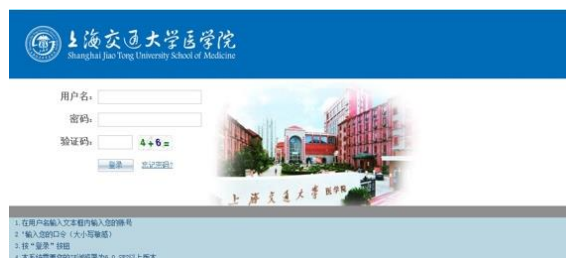 上海交通大学医学院
Shanghai Jiao Tong University School of Medicine
用户名:
密码:
验证码: 4+6=
登录 忘记密码?
上海交通大学医学院
1.在用户名输入文本框内输入您的帐号
2.输入您的口令(大小写敏感)
3.按"登录"按钮